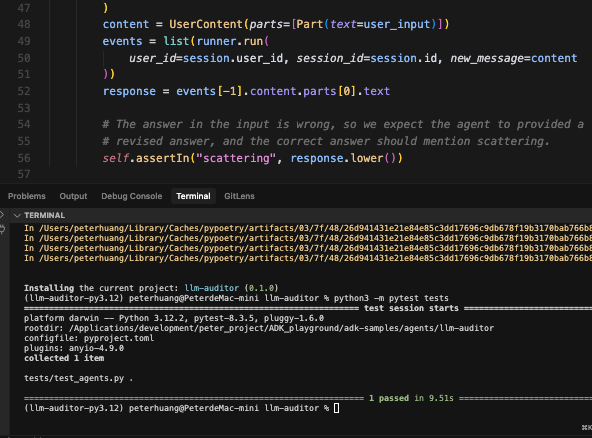 47 )
48 content = UserContent(parts=[Part(text=user_input)])
49 events = list(runner.run(
50 user_id=session.user_id, session_id=session.id, new_message=content
51 ))
52 response = events[-1].content.parts[0].text
53
54 # The answer in the input is wrong, so we expect the agent to provided a
55 # revised answer, and the correct answer should mention scattering.
56 self.assertIn("scattering", response.lower())
57
Problems Output Debug Console Terminal GitLens
TERMINAL
In /Users/peterhuang/Library/Caches/pypoetry/artifacts/03/7f/48/26d941431e21e84e85c3dd17696c9db678f19b3170bab766b8
In /Users/peterhuang/Library/Caches/pypoetry/artifacts/03/7f/48/26d941431e21e84e85c3dd17696c9db678f19b3170bab766b8
In /Users/peterhuang/Library/Caches/pypoetry/artifacts/03/7f/48/26d941431e21e84e85c3dd17696c9db678f19b3170bab766b8
In /Users/peterhuang/Library/Caches/pypoetry/artifacts/03/7f/48/26d941431e21e84e85c3dd17696c9db678f19b3170bab766b8
Installing the current project: llm-auditor (0.1.0)
(llm-auditor-py3.12) peterhuang@PeterdeMac-mini llm-auditor % python3 -m pytest tests
===== test session starts =====
platform darwin -- Python 3.12.2, pytest-8.3.5, pluggy-1.6.0
rootdir: /Applications/development/peter_project/ADK_playground/adk-samples/agents/llm-auditor
configfile: pyproject.toml
plugins: anyio-4.9.0
collected 1 item
tests/test_agents.py .
===== 1 passed in 9.51s =====
(llm-auditor-py3.12) peterhuang@PeterdeMac-mini llm-auditor %
⌘K